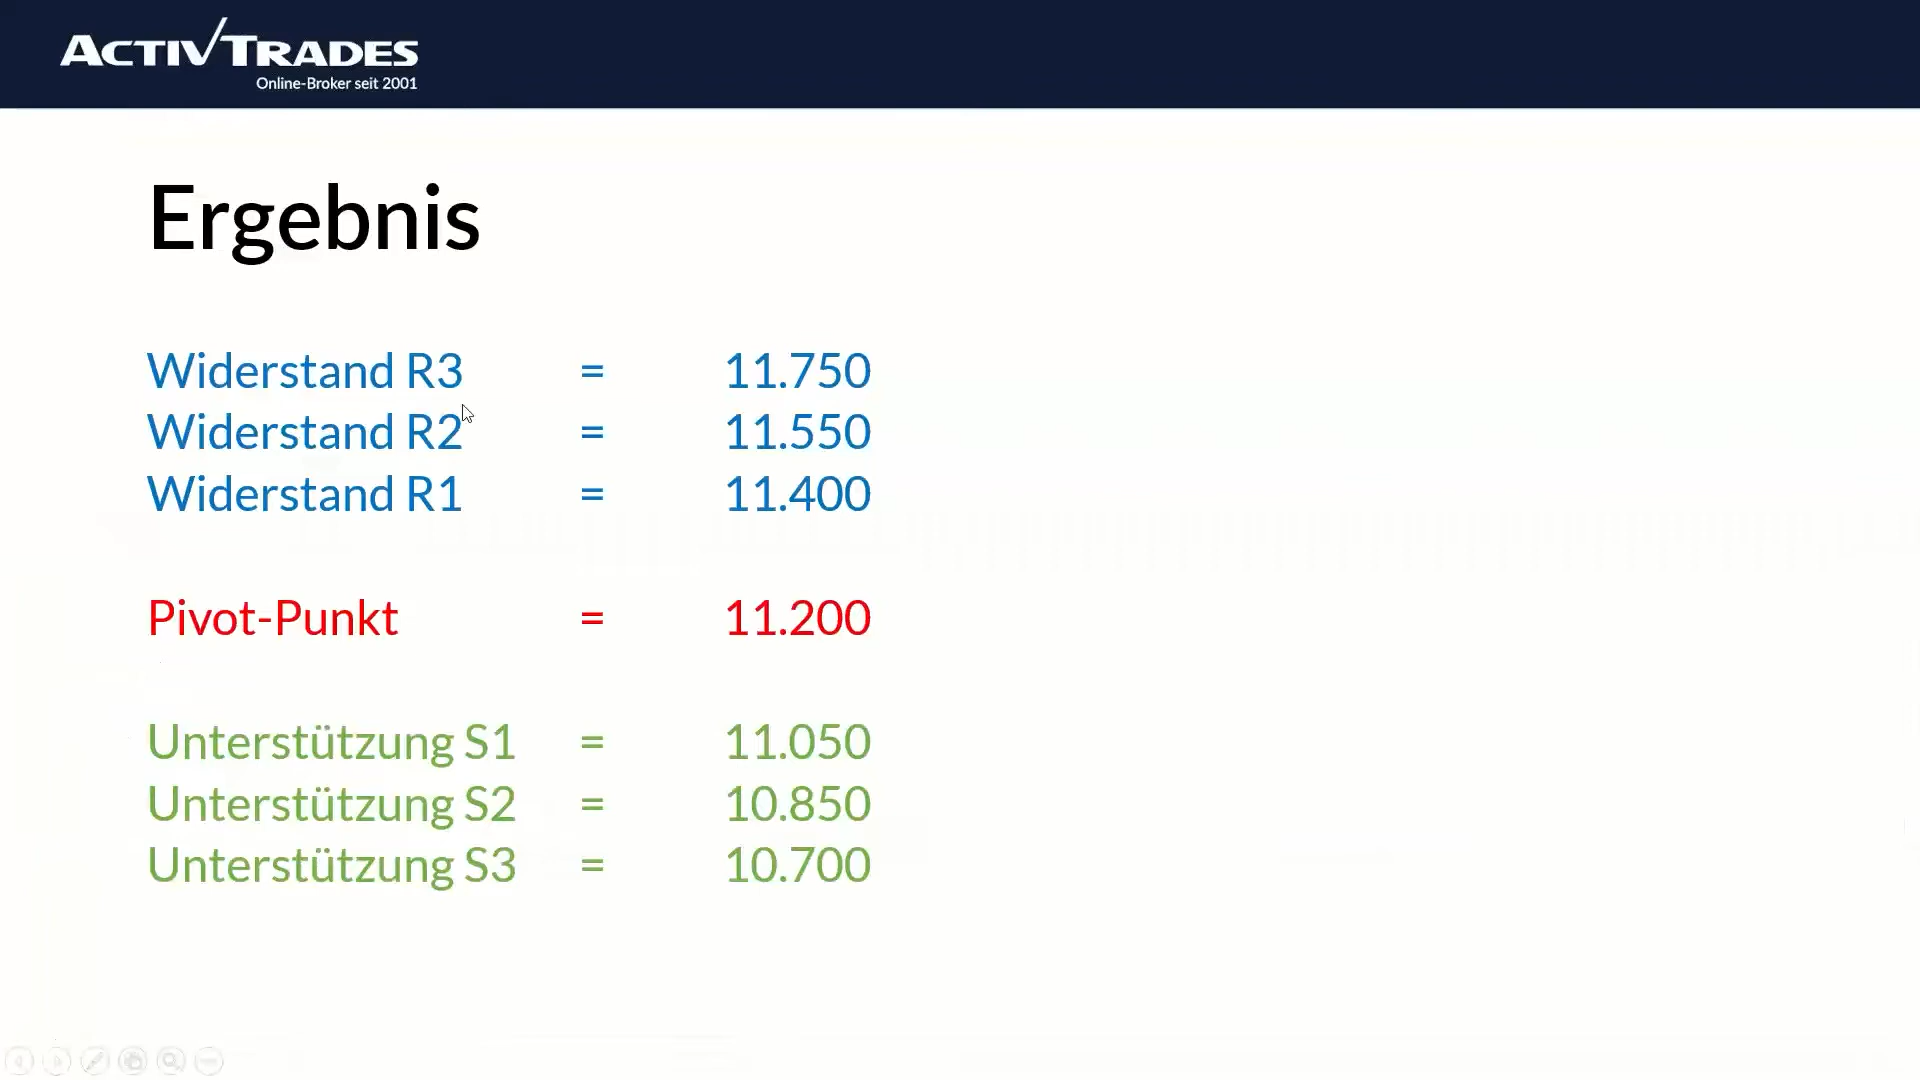 ACTIVTRADES
Online-Broker seit 2001
Ergebnis
Widerstand R3 = 11.750
Widerstand R2 = 11.550
Widerstand R1 = 11.400
Pivot-Punkt = 11.200
Unterstützung S1 = 11.050
Unterstützung S2 = 10.850
Unterstützung S3 = 10.700